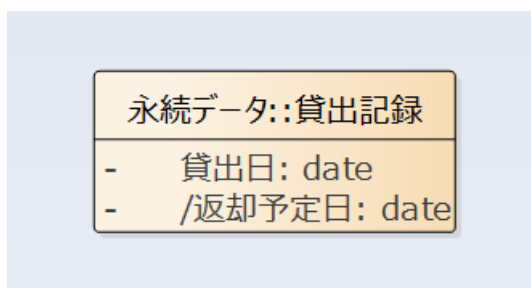 永続データ::貸出記録
- 貸出日: date
- /返却予定日: date